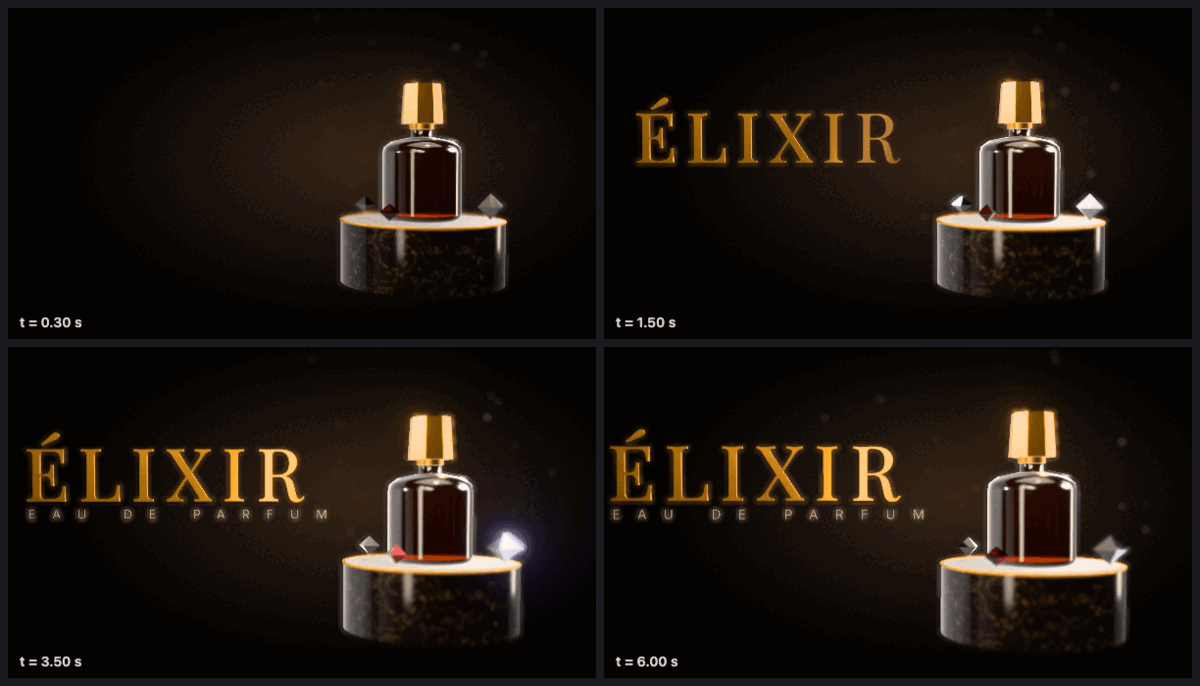 t = 0.30 s
ÉLIXIR
t = 1.50 s
ÉLIXIR
EAU DE PARFUM
t = 3.50 s
ÉLIXIR
EAU DE PARFUM
t = 6.00 s